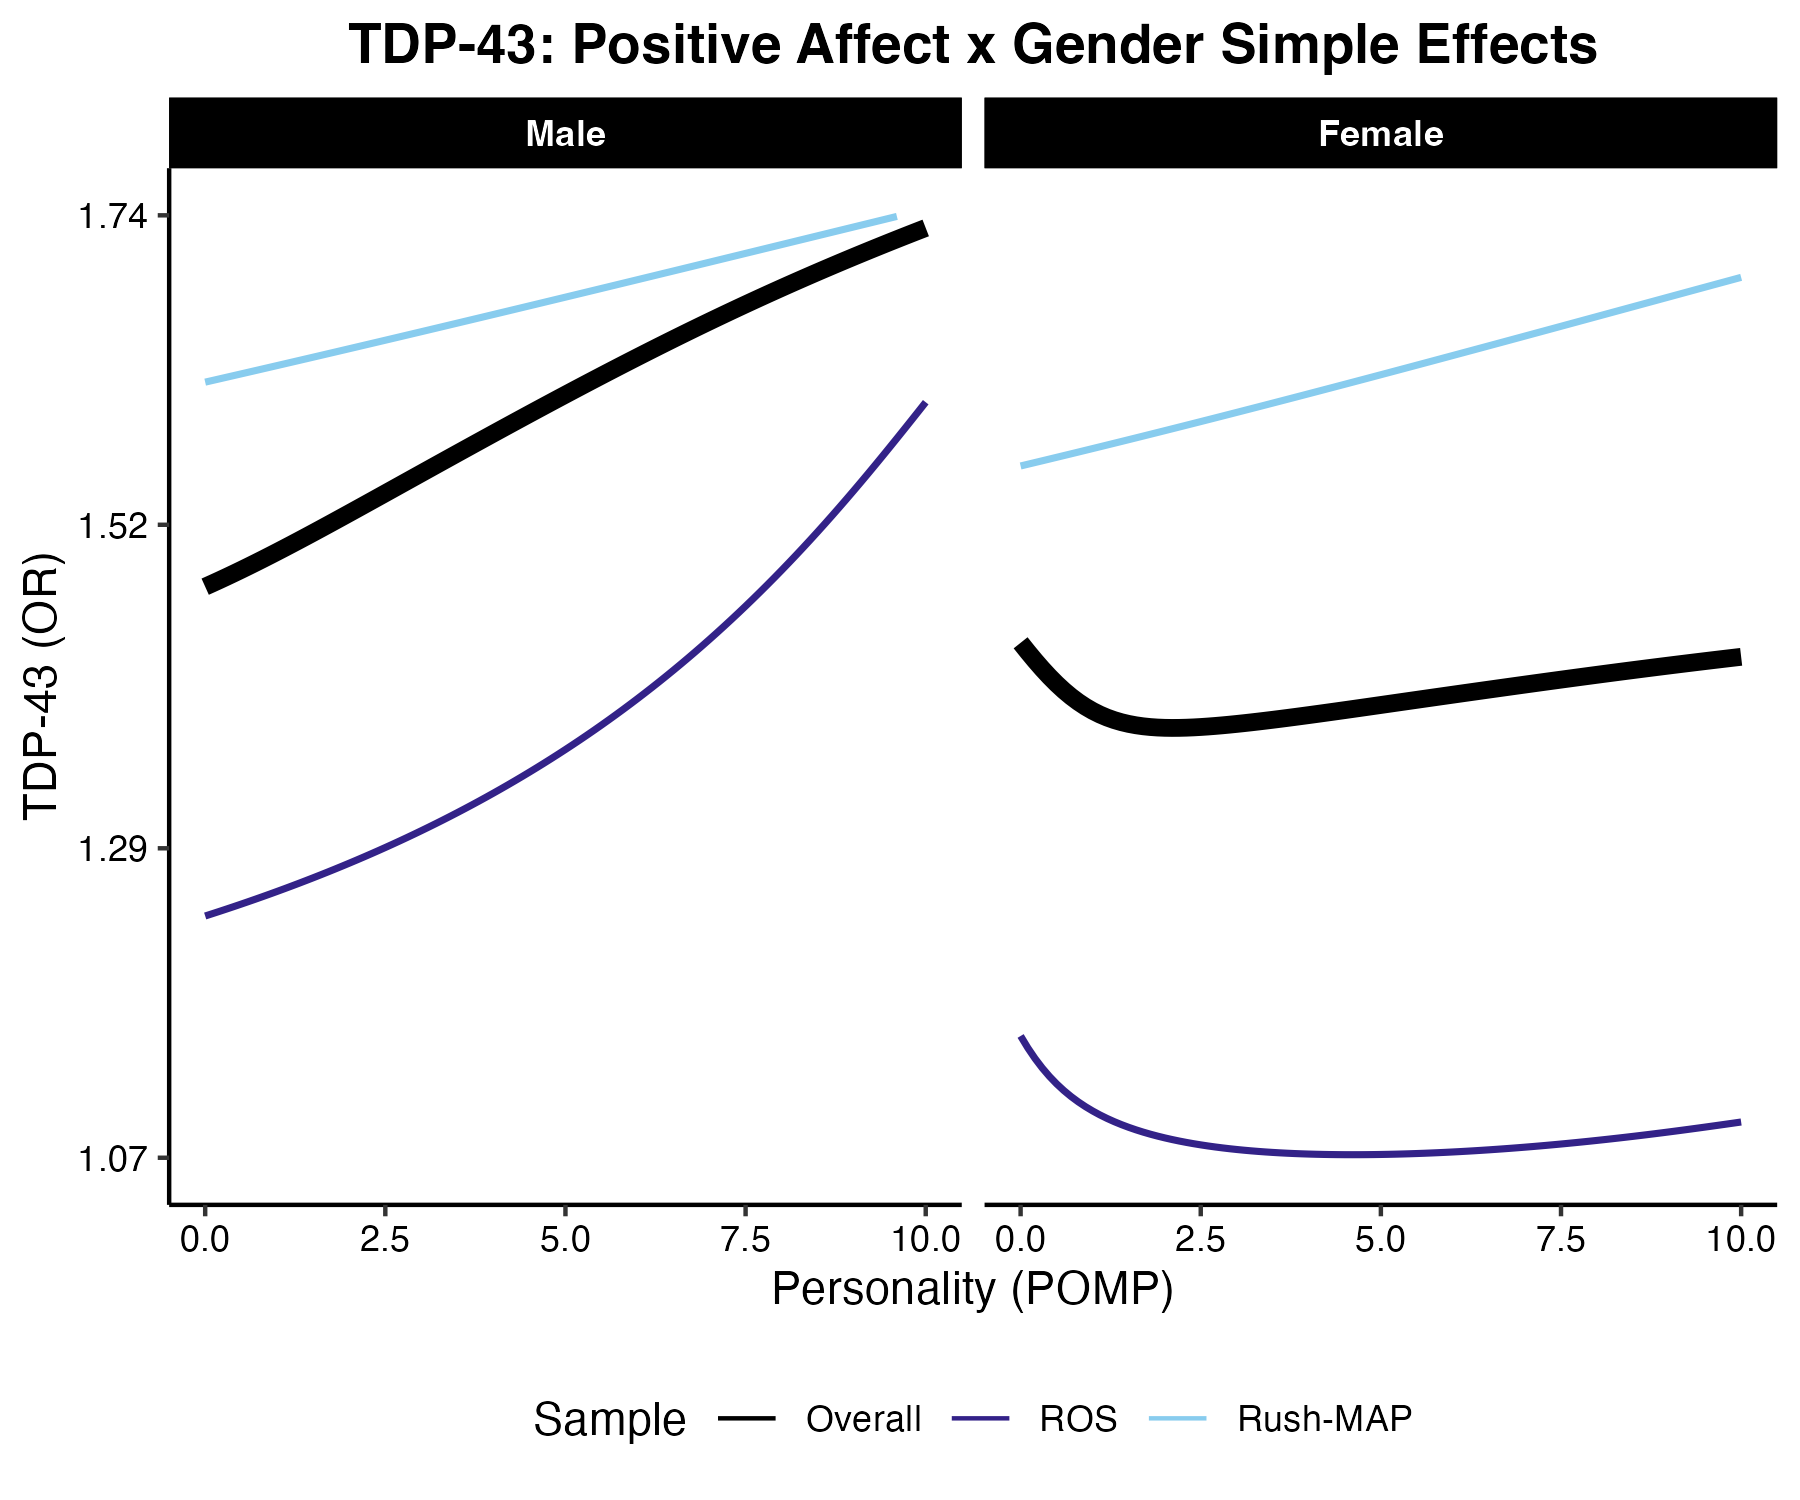 TDP-43: Positive Affect x Gender Simple Effects
Male
Female
TDP-43 (OR)
1.74
1.52
1.29
1.07
0.0 2.5 5.0 7.5 10.0
0.0 2.5 5.0 7.5 10.0
Personality (POMP)
Sample Overall ROS Rush-MAP